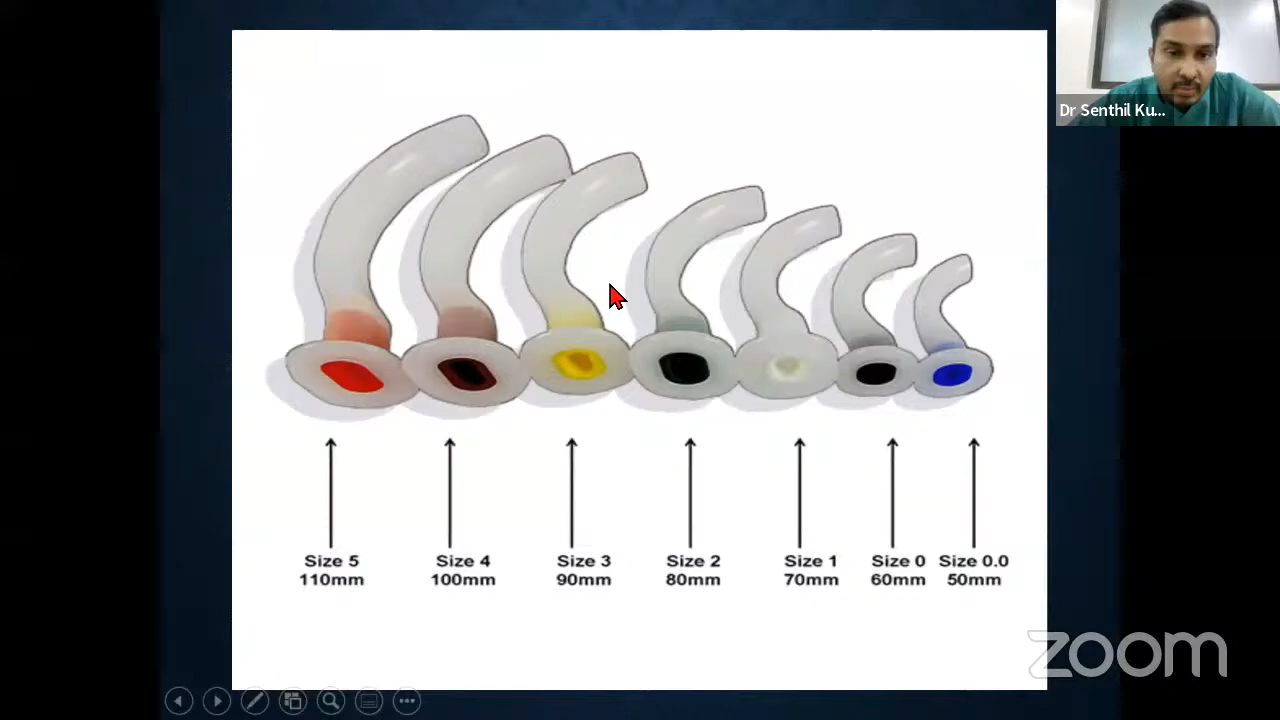 Dr Senthil Ku...
Size 5
110mm
Size 4
100mm
Size 3
90mm
Size 2
80mm
Size 1
70mm
Size 0
60mm
Size 0.0
50mm
zoom